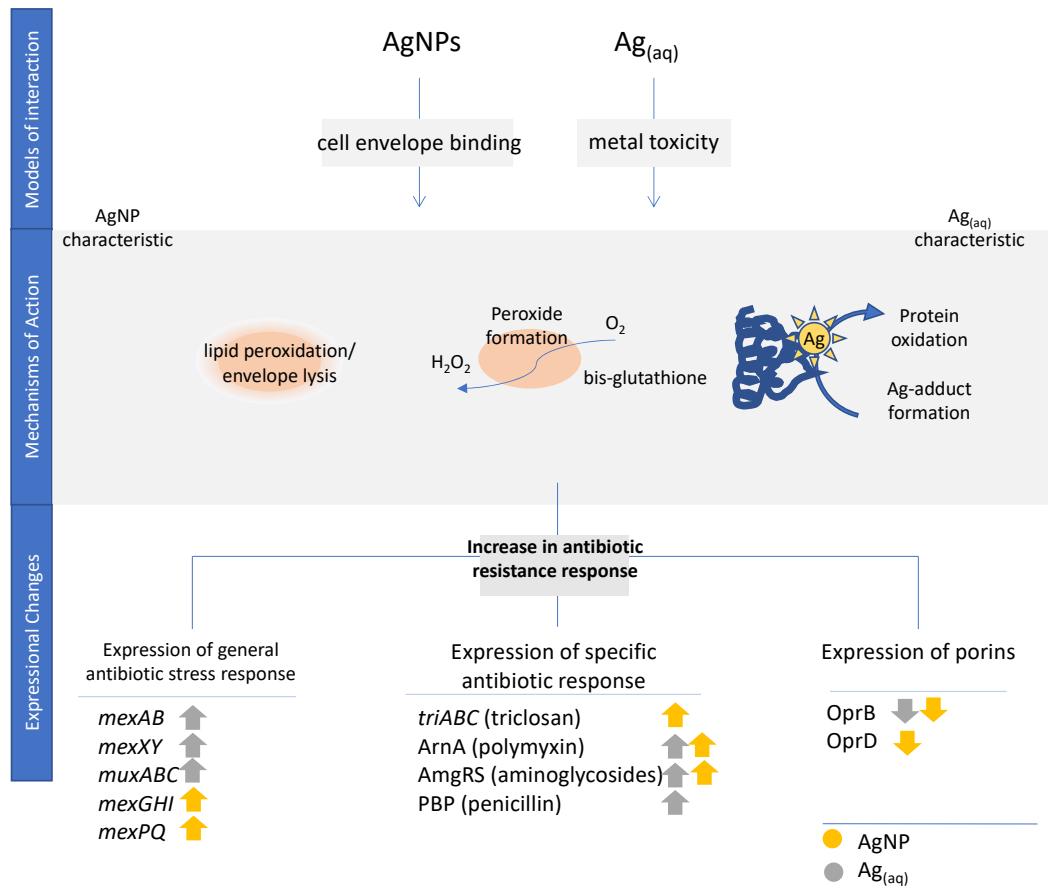 Models of interaction
AgNPs
Ag(aq)
cell envelope binding
metal toxicity
AgNP
characteristic
Ag(aq)
characteristic
Mechanisms of Action
lipid peroxidation/
envelope lysis
Peroxide
formation
O2
H2O2
bis-glutathione
Ag
Protein
oxidation
Ag-adduct
formation
Expressional Changes
Increase in antibiotic
resistance response
Expression of general
antibiotic stress response
mexAB
mexXY
muxABC
mexGHI
mexPQ
Expression of specific
antibiotic response
triABC (triclosan)
ArnA (polymyxin)
AmgRS (aminoglycosides)
PBP (penicillin)
Expression of porins
OprB
OprD
AgNP
Ag(aq)